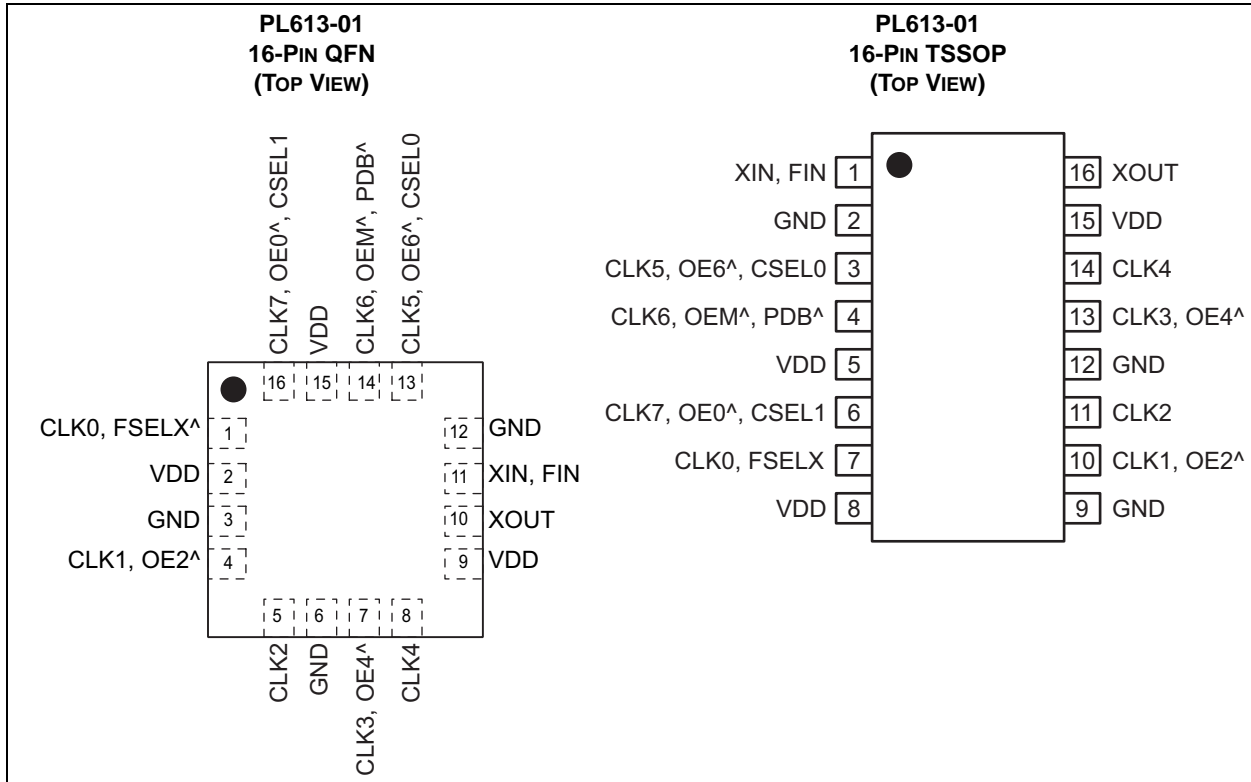 PL613-01
16-PIN QFN
(TOP VIEW)
CLK7, OE0^, CSEL1
VDD
CLK6, OEM^, PDB^
CLK5, OE6^, CSEL0
16
15
14
13
CLK0, FSELX^
1
VDD
2
GND
3
CLK1, OE2^
4
12
GND
11
XIN, FIN
10
XOUT
9
VDD
5
6
7
8
CLK2
GND
CLK3, OE4^
CLK4
PL613-01
16-PIN TSSOP
(TOP VIEW)
XIN, FIN
1
GND
2
CLK5, OE6^, CSEL0
3
CLK6, OEM^, PDB^
4
VDD
5
CLK7, OE0^, CSEL1
6
CLK0, FSELX
7
VDD
8
16
XOUT
15
VDD
14
CLK4
13
CLK3, OE4^
12
GND
11
CLK2
10
CLK1, OE2^
9
GND